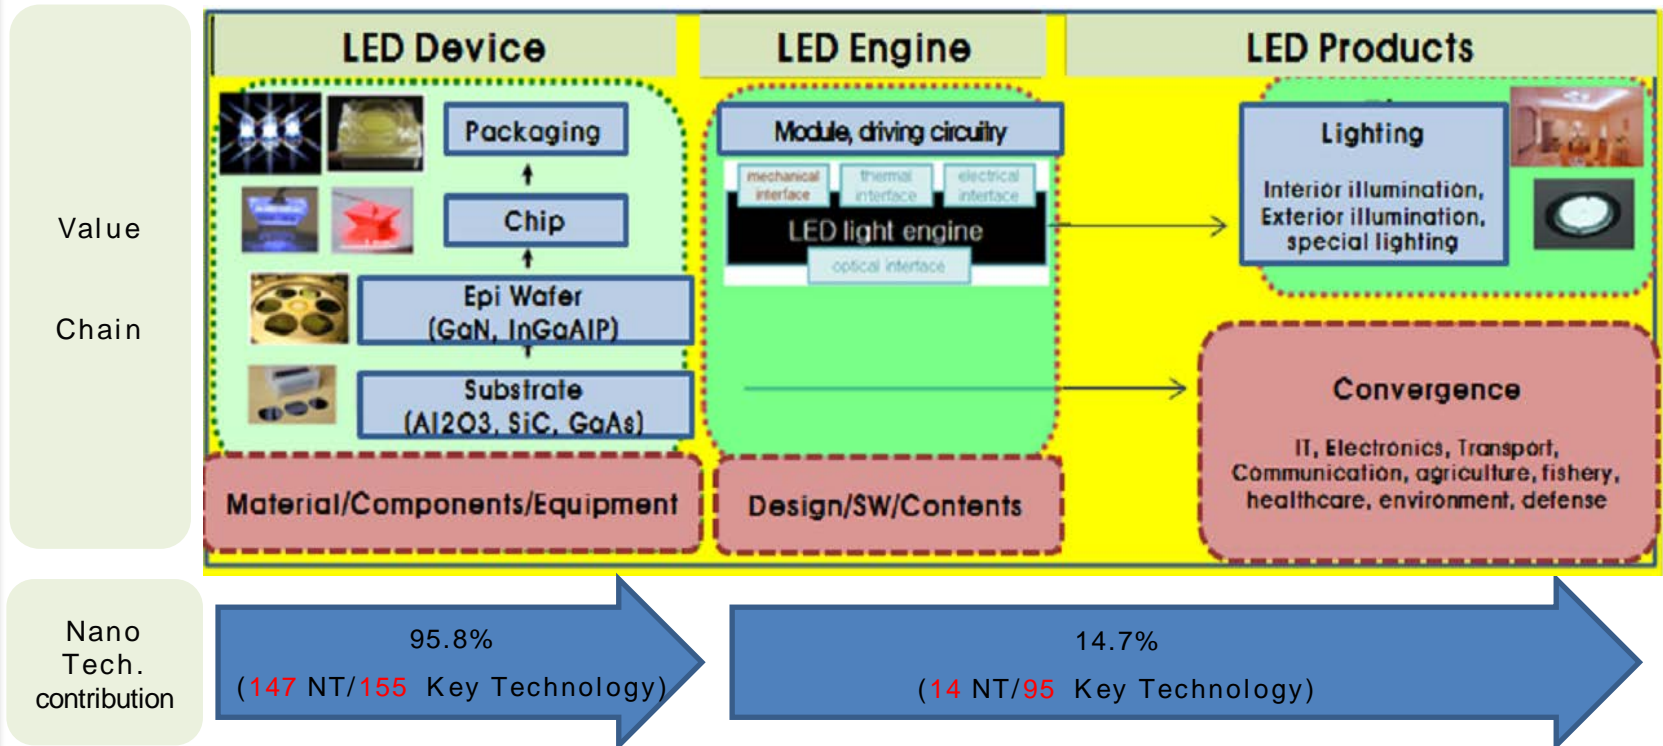 Value
Chain
LED Device
LED Engine
LED Products
Packaging
Chip
Epi Wafer
(GaN, InGaAIP)
Substrate
(Al2O3, SiC, GaAs)
Material/Components/Equipment
Module, driving circuitry
mechanical
interface
thermal
interface
electrical
interface
LED light engine
optical interface
Design/SW/Contents
Lighting
Interior illumination,
Exterior illumination,
special lighting
Convergence
IT, Electronics, Transport,
Communication, agriculture, fishery,
healthcare, environment, defense
Nano
Tech.
contribution
95.8%
(147 NT/155 Key Technology)
14.7%
(14 NT/95 Key Technology)